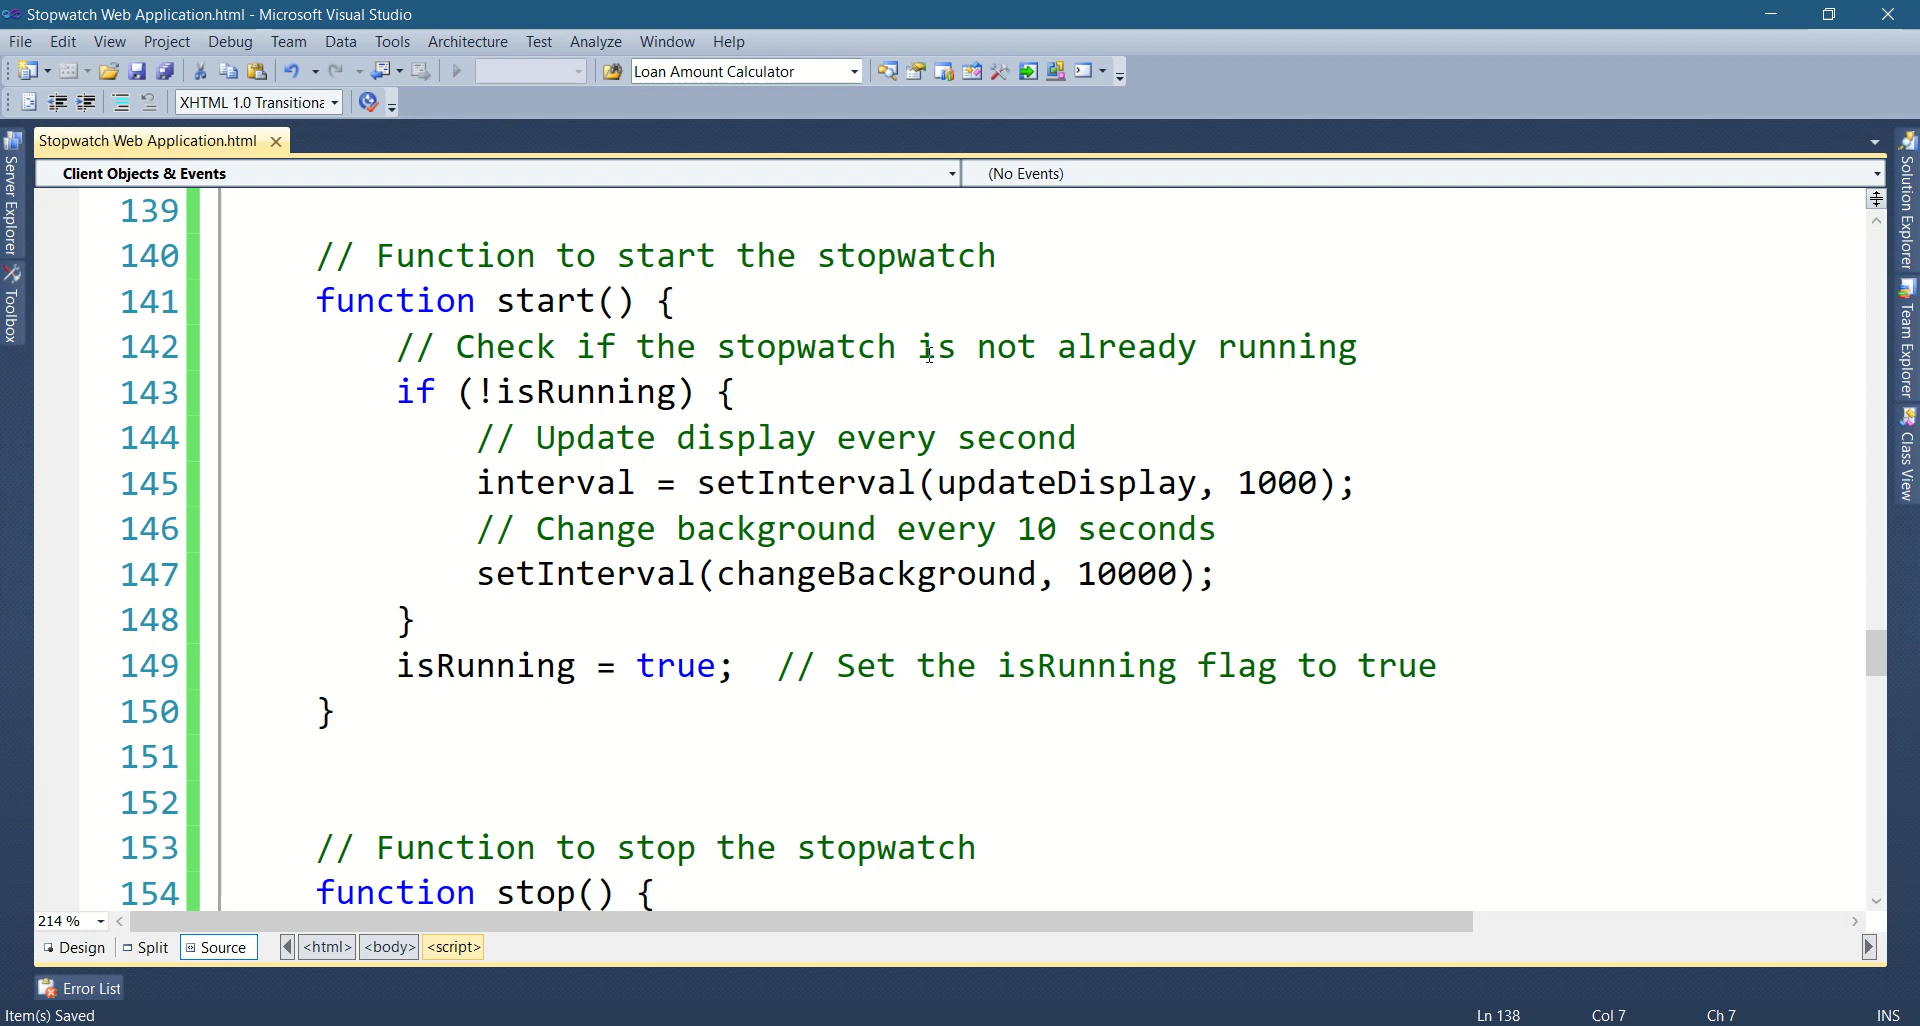 Stopwatch Web Application.html - Microsoft Visual Studio
File Edit View Project Debug Team Data Tools Architecture Test Analyze Window Help
Loan Amount Calculator
XHTML 1.0 Transitiona
Server Explorer
Toolbox
Stopwatch Web Application.html
Client Objects & Events
(No Events)
139
140 // Function to start the stopwatch
141 function start() {
142 // Check if the stopwatch is not already running
143 if (!isRunning) {
144 // Update display every second
145 interval = setInterval(updateDisplay, 1000);
146 // Change background every 10 seconds
147 setInterval(changeBackground, 10000);
148 }
149 isRunning = true; // Set the isRunning flag to true
150 }
151
152
153 // Function to stop the stopwatch
154 function stop() {
Solution Explorer
Team Explorer
Class View
214 %
Design Split Source <html> <body> <script>
Error List
Item(s) Saved Ln 138 Col 7 Ch 7 INS